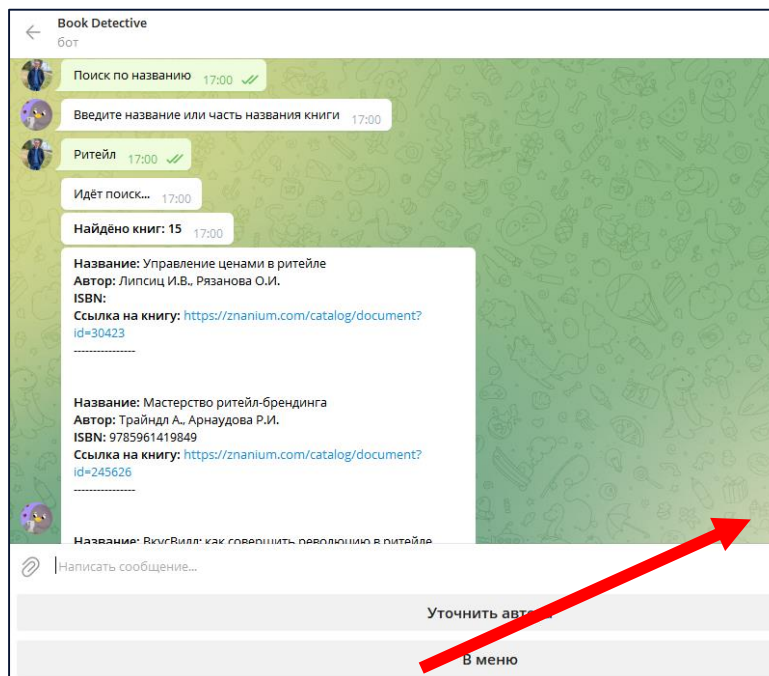 Book Detective
бот
Поиск по названию 17:00
Введите название или часть названия книги 17:00
Ритейл 17:00
Идёт поиск... 17:00
Найдёно книг: 15 17:00
Название: Управление ценами в ритейле
Автор: Липсиц И.В., Рязанова О.И.
ISBN:
Ссылка на книгу: https://znanium.com/catalog/document?
id=30423
----------------
Название: Мастерство ритейл-брендинга
Автор: Трайндл А., Арнаудова Р.И.
ISBN: 9785961419849
Ссылка на книгу: https://znanium.com/catalog/document?
id=245626
----------------
Название: ВкусВилл: как совершить революцию в ритейле
Написать сообщение...
Уточнить
В меню